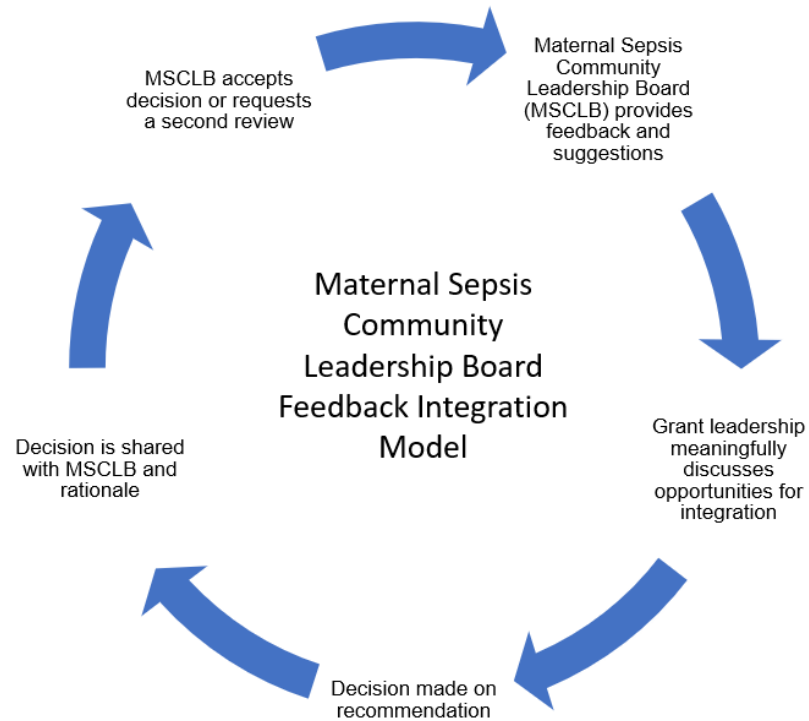 Maternal Sepsis
Community
Leadership Board
(MSCLB) provides
feedback and
suggestions
Grant leadership
meaningfully
discusses
opportunities for
integration
Decision made on
recommendation
Decision is shared
with MSCLB and
rationale
MSCLB accepts
decision or requests
a second review
Maternal Sepsis
Community
Leadership Board
Feedback Integration
Model